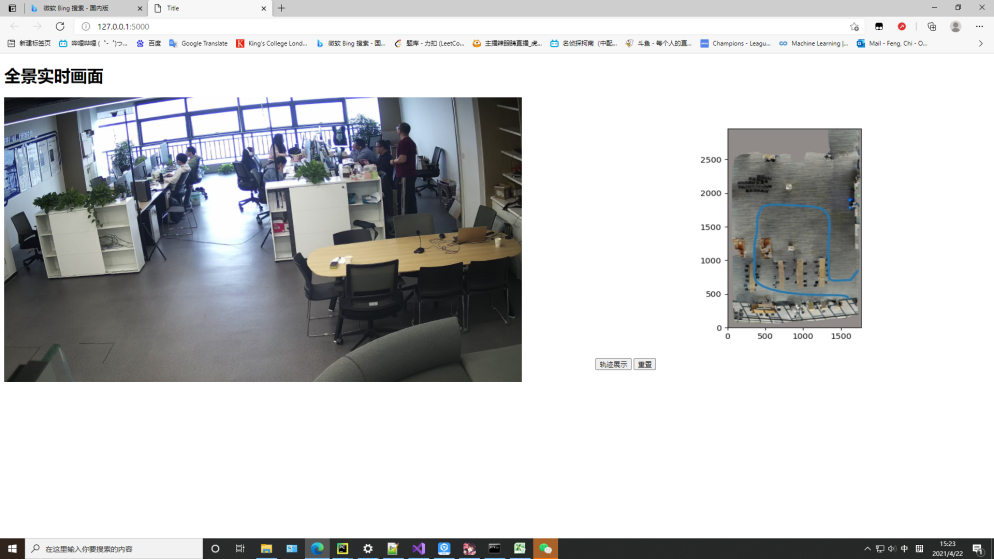 微软 Bing 搜索 - 国内版
Title
127.0.0.1:5000
新建标签页
哔哩哔哩 ( ゜- ゜)つ...
百度
Google Translate
King's College Lond...
微软 Bing 搜索 - 国...
题库 - 力扣 (LeetCo...
主播辣丽辣直播_虎...
名侦探柯南（中配...
斗鱼 - 每个人的直...
Champions - Leagu...
Machine Learning |...
Mail - Feng, Chi - O...
全景实时画面
2500
2000
1500
1000
500
0
0 500 1000 1500
轨迹展示 重置
在这里输入你要搜索的内容
中
15:23
2021/4/22